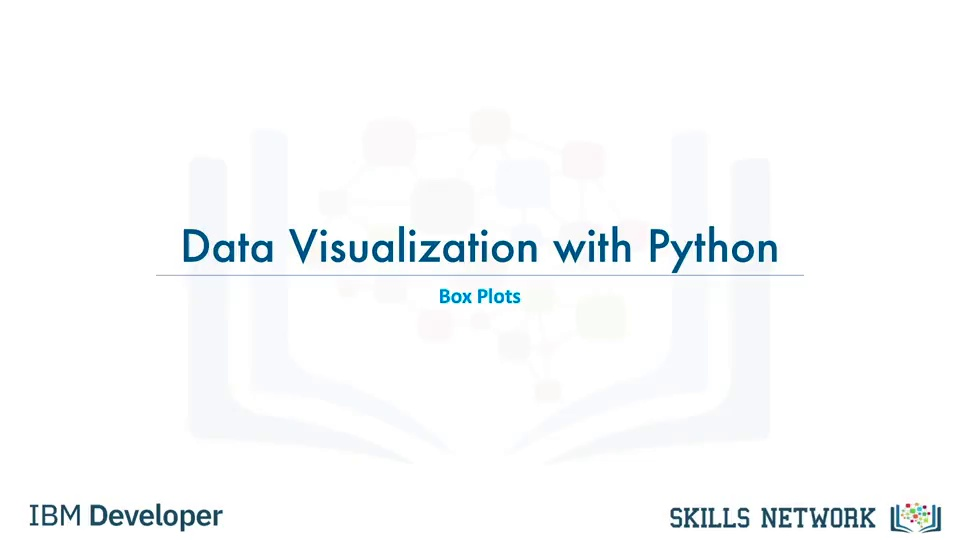 Data Visualization with Python
Box Plots
IBM Developer
SKILLS NETWORK